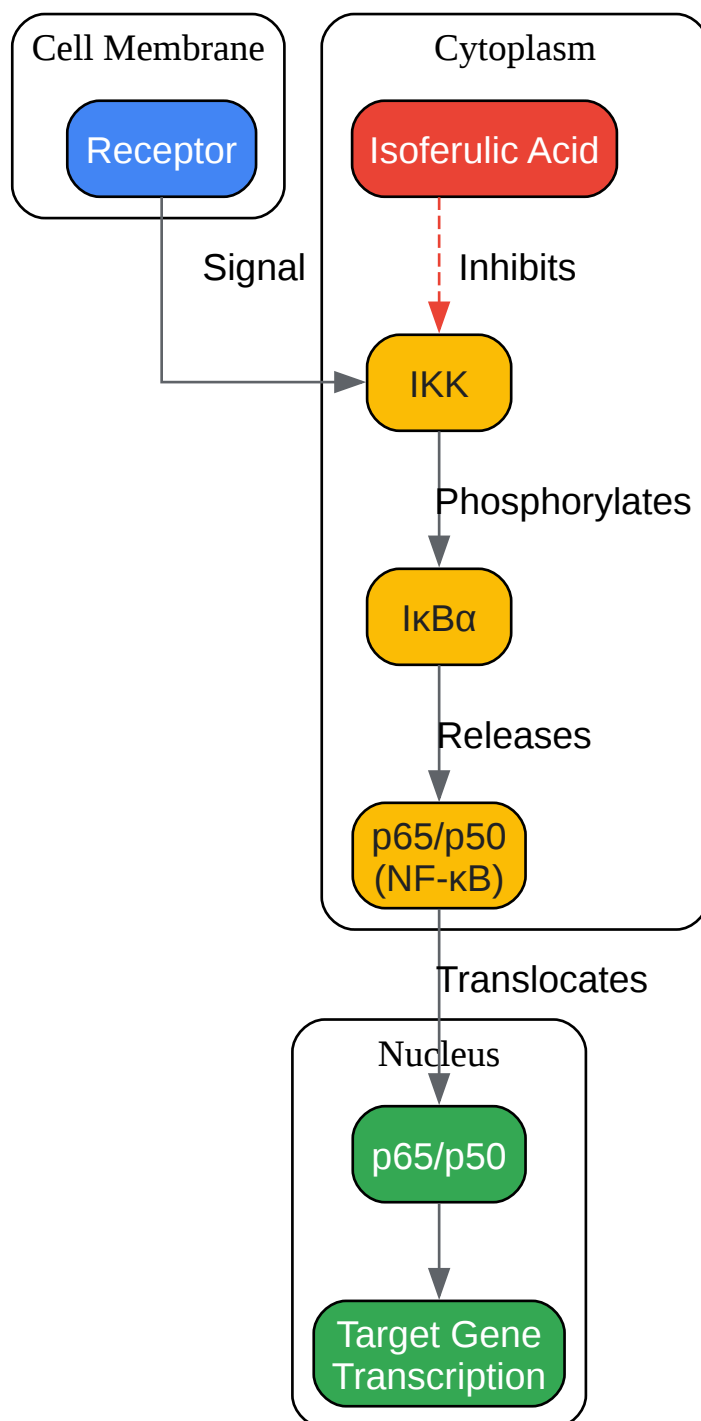 Cell Membrane
Cytoplasm
Receptor
Isoferulic Acid
Signal
Inhibits
IKK
Phosphorylates
IκBα
Releases
p65/p50
(NF-κB)
Translocates
Nucleus
p65/p50
Target Gene
Transcription